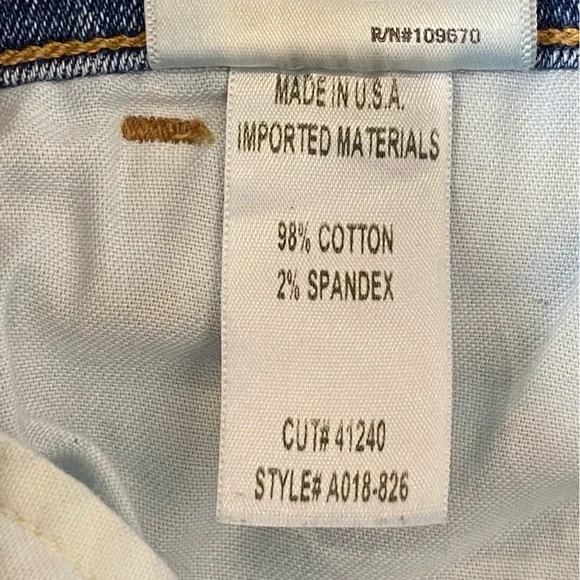 R/N#109670
MADE IN U.S.A.
IMPORTED MATERIALS
98% COTTON
2% SPANDEX
CUT# 41240
STYLE# A018-826